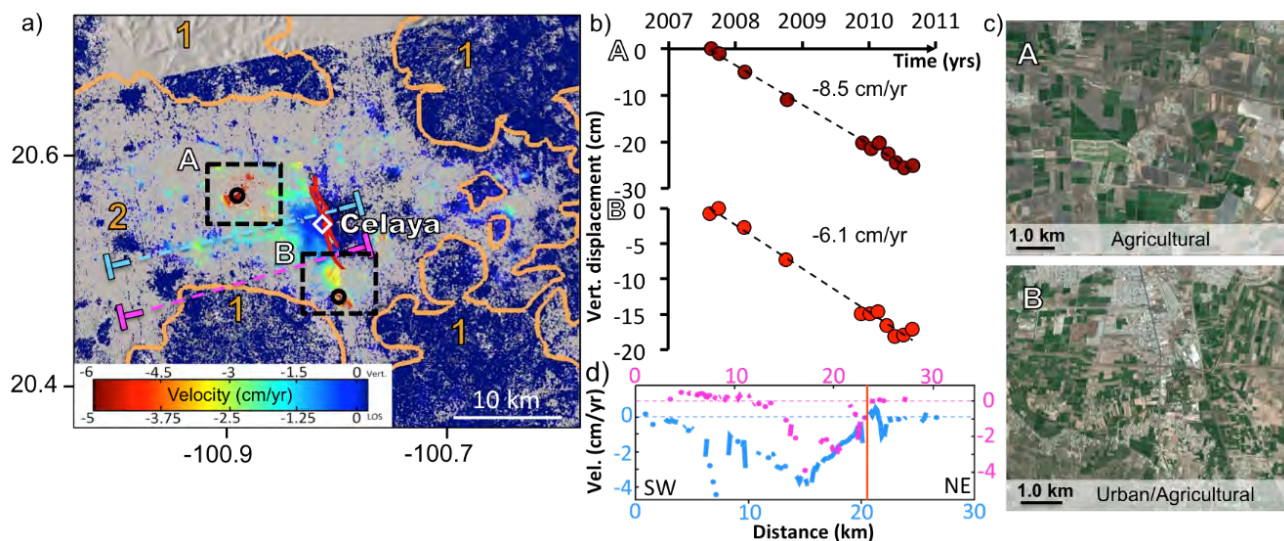 a)
1
1
20.6
A
2
Celaya
B
1
1
20.4
-6 -4.5 -3 -1.5 0 Vert.
Velocity (cm/yr)
-5 -3.75 -2.5 -1.25 0 LOS
10 km
-100.9 -100.7
b)
2007 2008 2009 2010 2011
A
0
Time (yrs)
-8.5 cm/yr
-10
-20
-30
B
0
-6.1 cm/yr
-5
-10
-15
-20
Vert. displacement (cm)
c)
A
1.0 km
Agricultural
B
1.0 km
Urban/Agricultural
d)
0 10 20 30
0
-2
-4
0
-2
-4
Vel. (cm/yr)
SW NE
0 10 20 30
Distance (km)